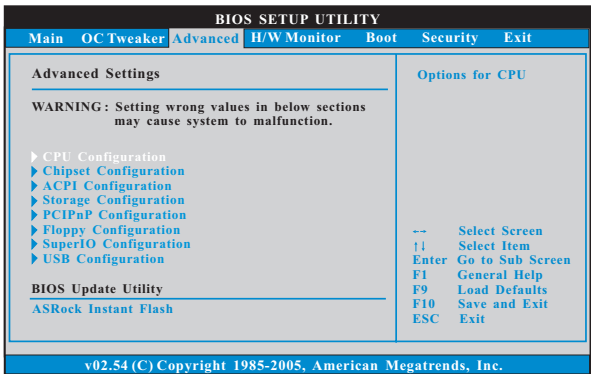 BIOS SETUP UTILITY
Main OC Tweaker Advanced H/W Monitor Boot Security Exit
Advanced Settings
WARNING : Setting wrong values in below sections
may cause system to malfunction.
CPU Configuration
Chipset Configuration
ACPI Configuration
Storage Configuration
PCIPnP Configuration
Floppy Configuration
SuperIO Configuration
USB Configuration
BIOS Update Utility
ASRock Instant Flash
Options for CPU
←→ Select Screen
↑↓ Select Item
Enter Go to Sub Screen
F1 General Help
F9 Load Defaults
F10 Save and Exit
ESC Exit
v02.54 (C) Copyright 1985-2005, American Megatrends, Inc.